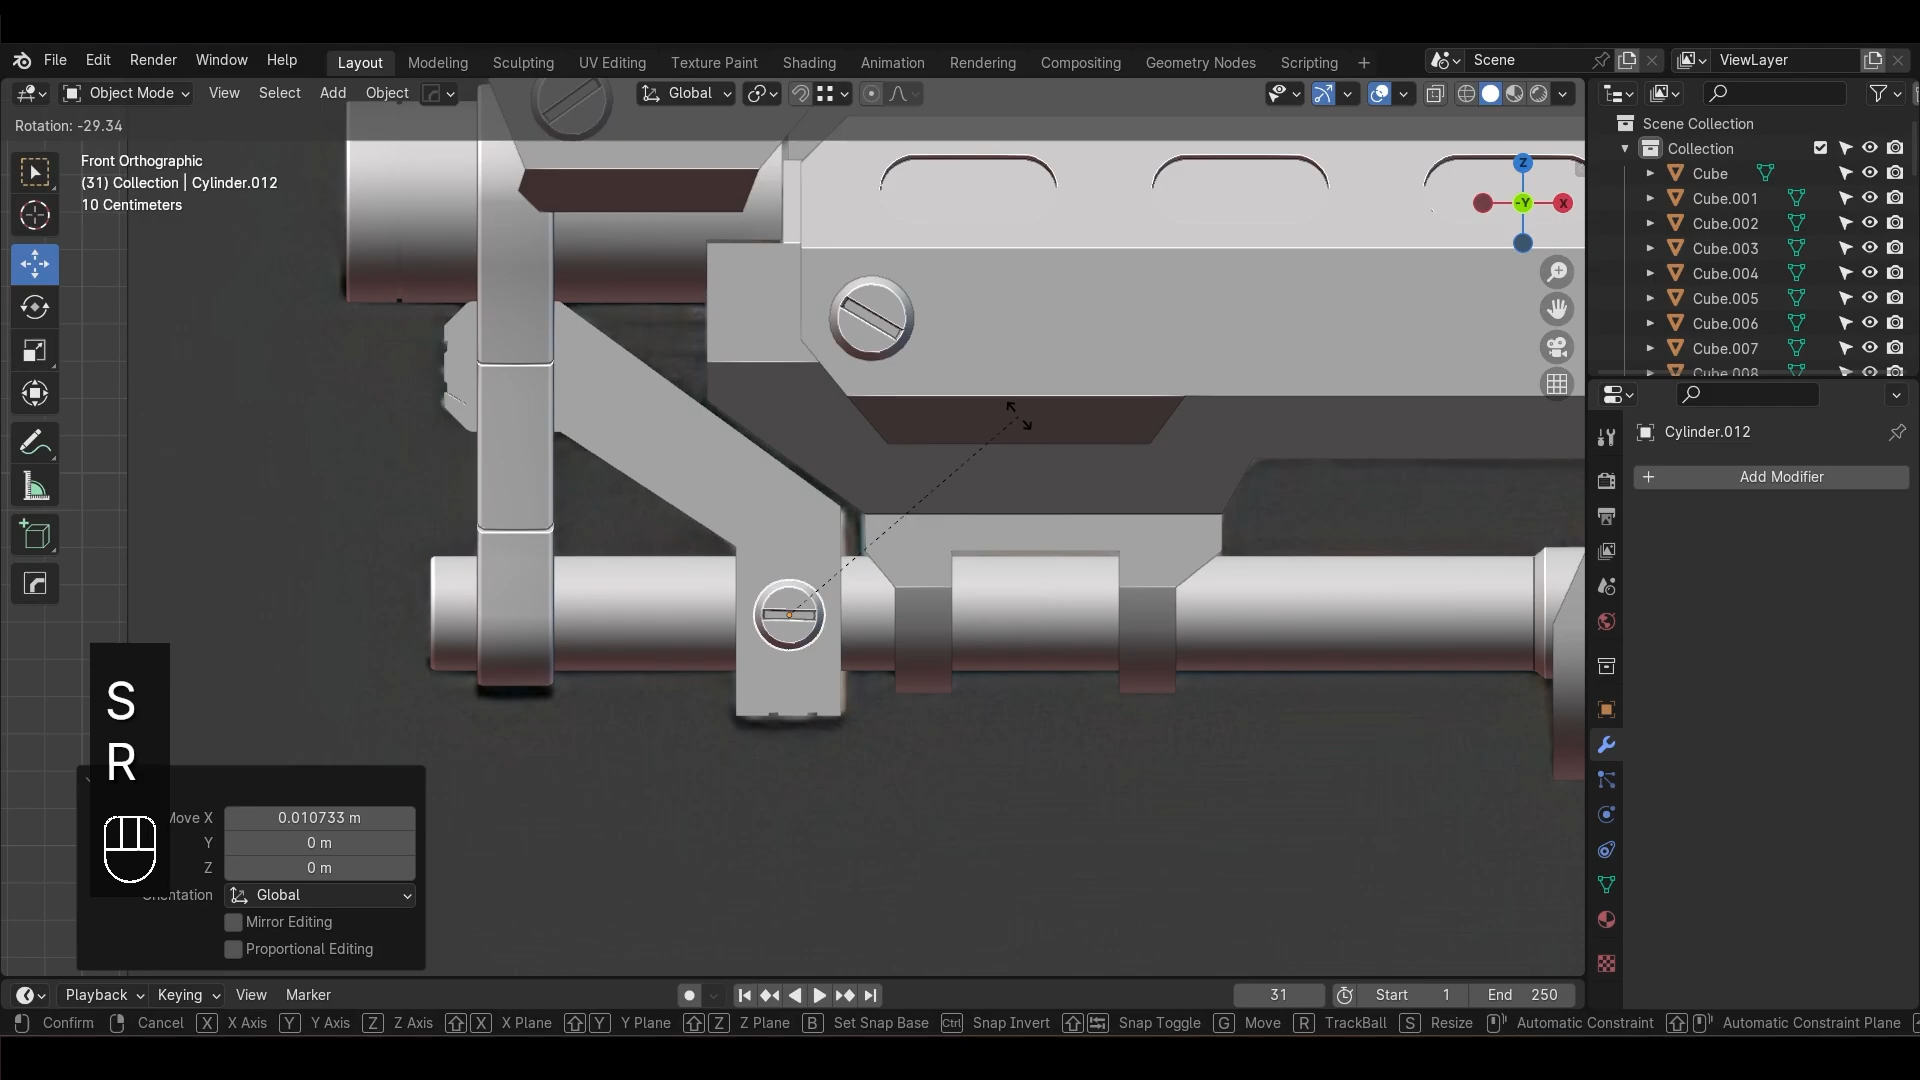 File Edit Render Window Help Layout Modeling Sculpting UV Editing Texture Paint Shading Animation Rendering Compositing Geometry Nodes Scripting + Scene ViewLayer
Object Mode View Select Add Object Global
Rotation: -29.34
Front Orthographic
(31) Collection | Cylinder.012
10 Centimeters
Z
-Y
X
Scene Collection
Collection
Cube
Cube.001
Cube.002
Cube.003
Cube.004
Cube.005
Cube.006
Cube.007
Cube.008
Cylinder.012
+ Add Modifier
S
R
Move X 0.010733 m
Y 0 m
Z 0 m
Orientation Global
Mirror Editing
Proportional Editing
Playback Keying View Marker 31 Start 1 End 250
Confirm Cancel X X Axis Y Y Axis Z Z Axis X X Plane Y Y Plane Z Z Plane B Set Snap Base Ctrl Snap Invert Snap Toggle G Move R TrackBall S Resize Automatic Constraint Automatic Constraint Plane